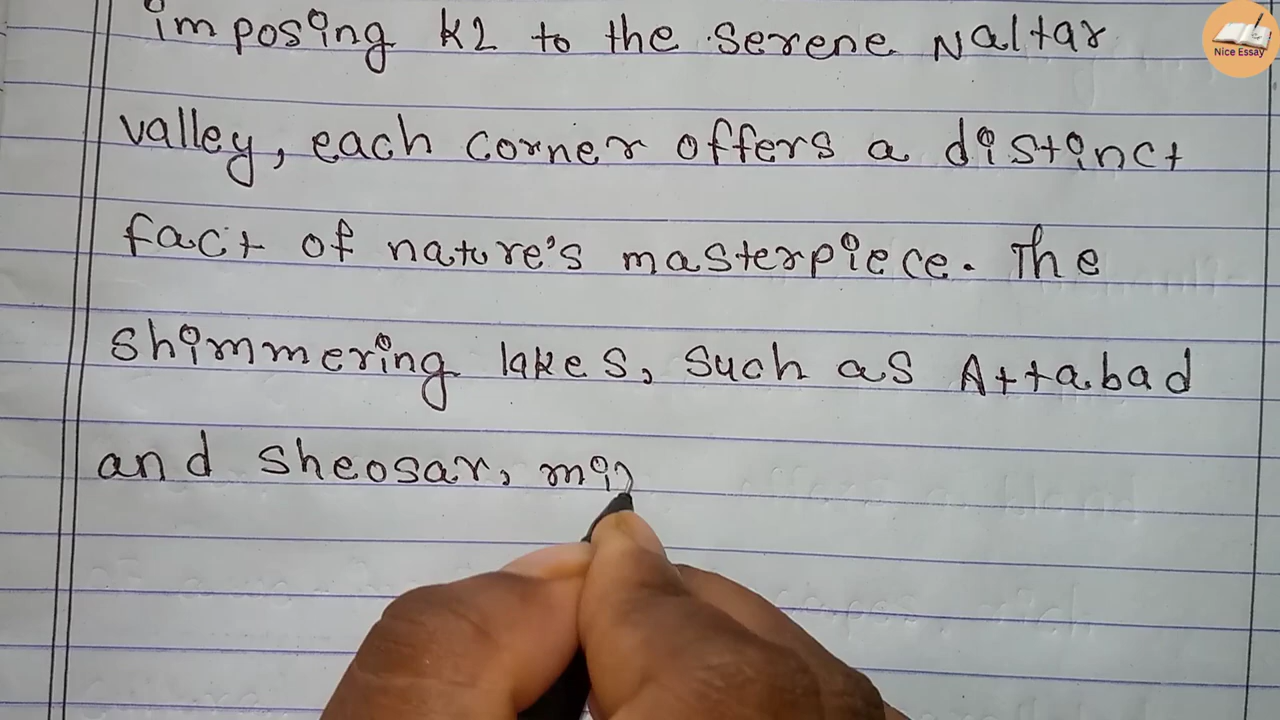 imposing K2 to the serene Naltar
valley, each corner offers a distinct
fact of nature's masterpiece. The
shimmering lakes, such as Attabad
and sheosar, mi
Nice Essay